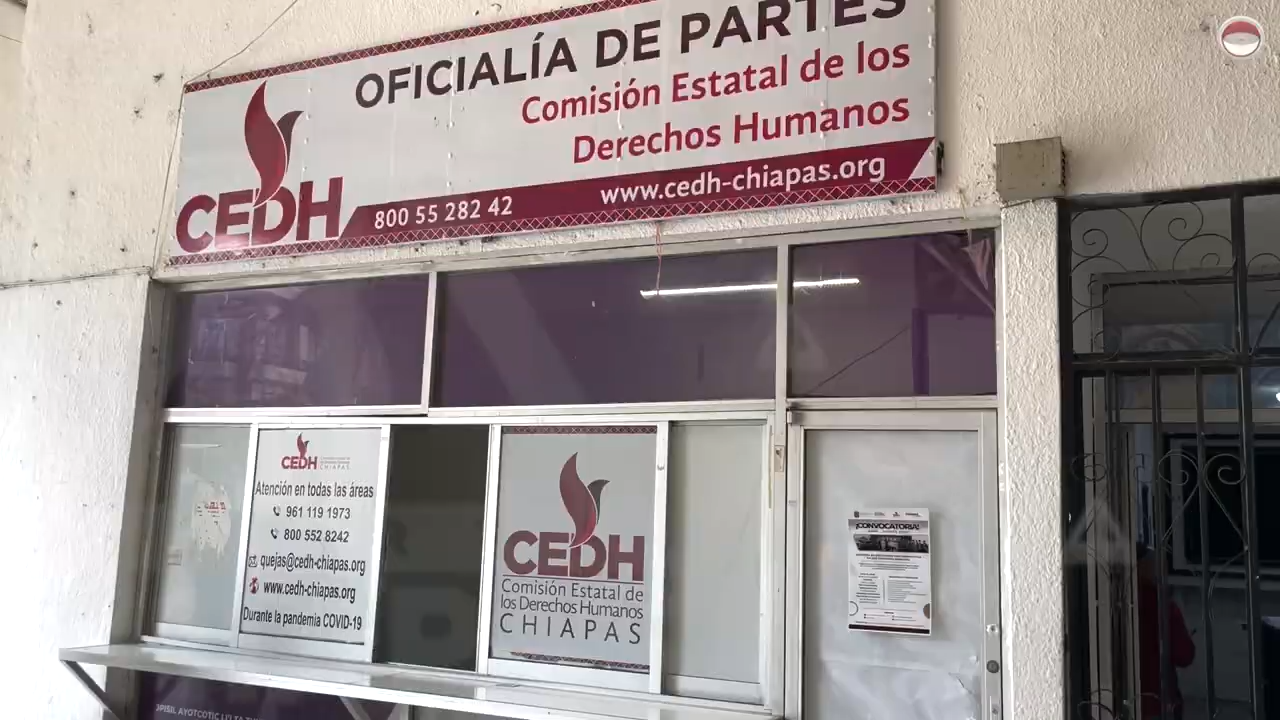 OFICIALÍA DE PARTES
Comisión Estatal de los
Derechos Humanos
CEDH
800 55 282 42
www.cedh-chiapas.org
CEDH
CHIAPAS
Atención en todas las áreas
961 119 1973
800 552 8242
quejas@cedh-chiapas.org
www.cedh-chiapas.org
Durante la pandemia COVID-19
CEDH
Comisión Estatal de
los Derechos Humanos
CHIAPAS
¡CONVOCATORIA!